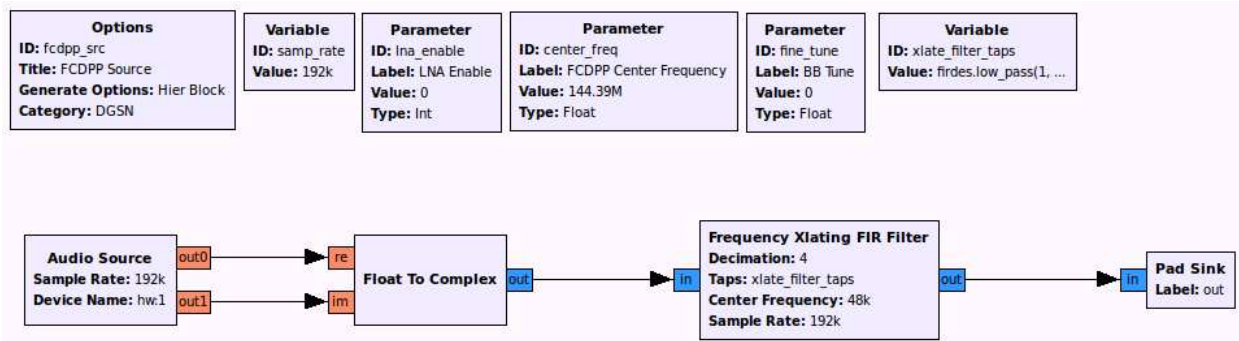 Options
ID: fcdpp_src
Title: FCDPP Source
Generate Options: Hier Block
Category: DGSN
Variable
ID: samp_rate
Value: 192k
Parameter
ID: lna_enable
Label: LNA Enable
Value: 0
Type: Int
Parameter
ID: center_freq
Label: FCDPP Center Frequency
Value: 144.39M
Type: Float
Parameter
ID: fine_tune
Label: BB Tune
Value: 0
Type: Float
Variable
ID: xlate_filter_taps
Value: firdes.low_pass(1, ...
Audio Source
Sample Rate: 192k
Device Name: hw:1
out0
out1
re
im
Float To Complex
out
in
Frequency Xlating FIR Filter
Decimation: 4
Taps: xlate_filter_taps
Center Frequency: 48k
Sample Rate: 192k
out
in
Pad Sink
Label: out